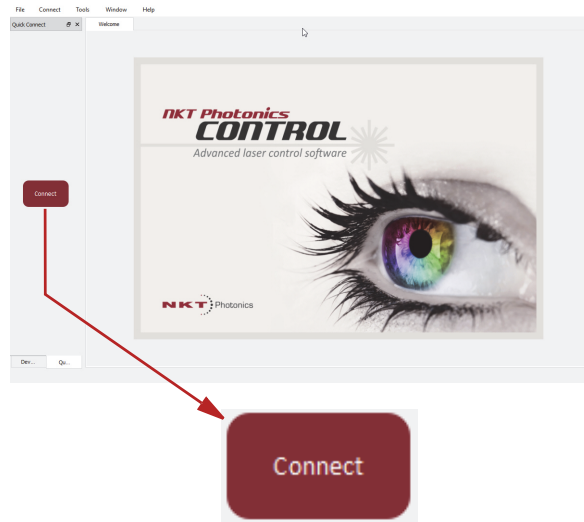 File Connect Tools Window Help
Quick Connect
Welcome
NKT Photonics
CONTROL
Advanced laser control software
Connect
NKT Photonics
Dev... Qu...
Connect